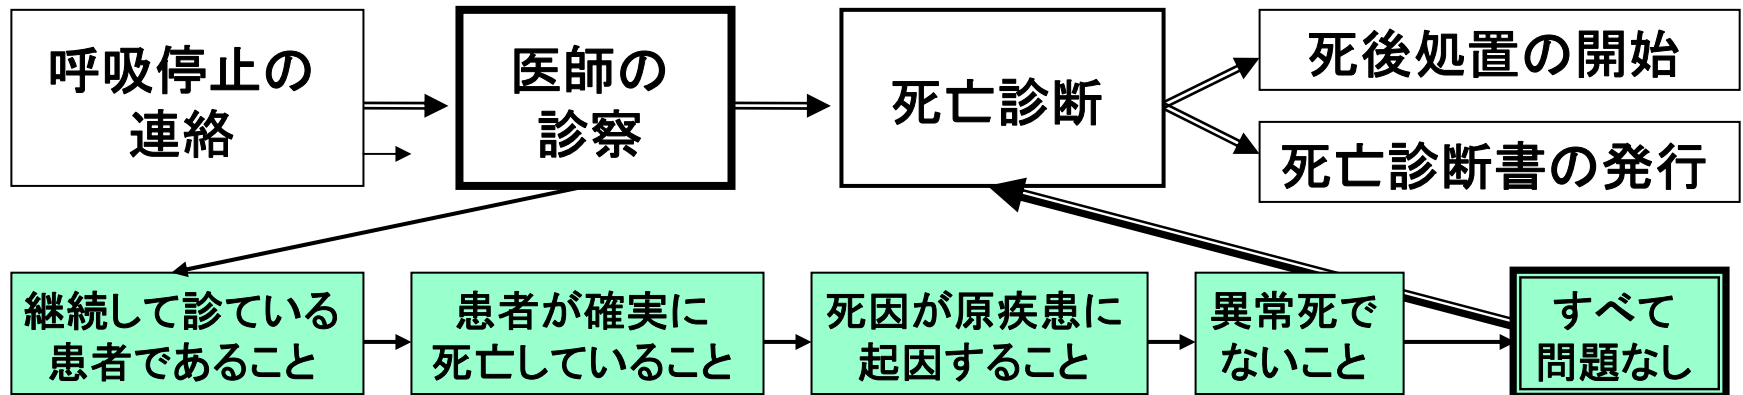 呼吸停止の
連絡
医師の
診察
死亡診断
死後処置の開始
死亡診断書の発行
継続して診ている
患者であること
患者が確実に
死亡していること
死因が原疾患に
起因すること
異常死で
ないこと
すべて
問題なし